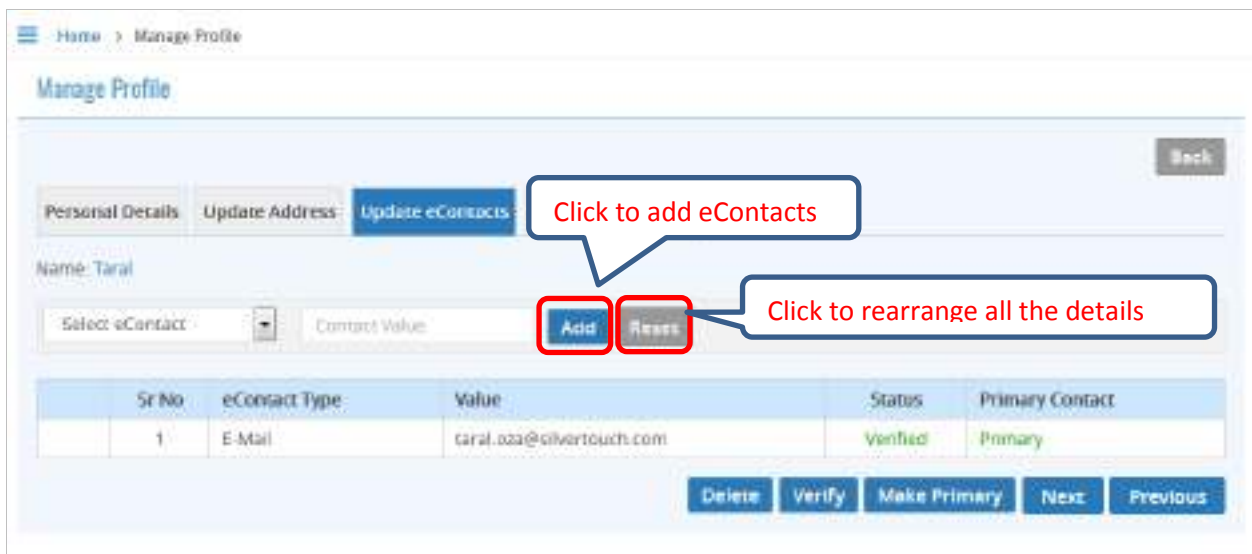 Home > Manage Profile
Manage Profile
Back
Personal Details Update Address Update eContacts
Click to add eContacts
Name: Taral
Select eContact Contact Value Add Reset
Click to rearrange all the details
Sr No eContact Type Value Status Primary Contact
1 E-Mail taral.oza@silvertouch.com Verified Primary
Delete Verify Make Primary Next Previous